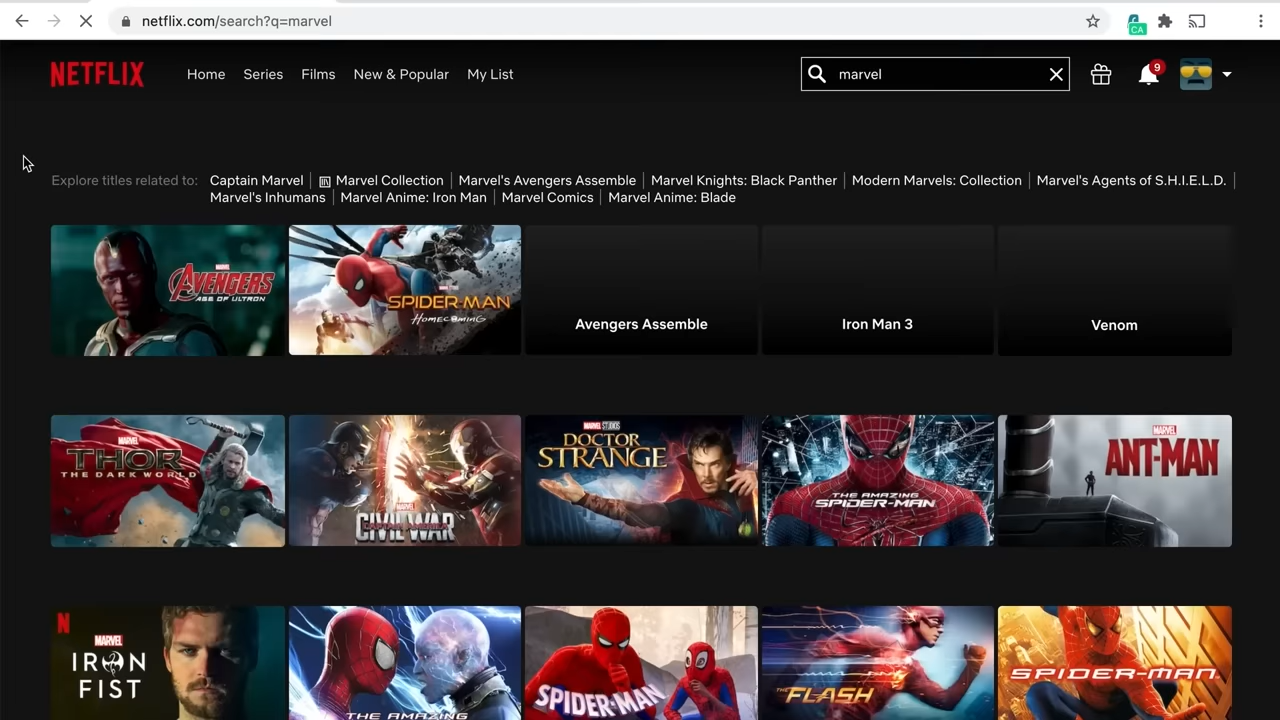 netflix.com/search?q=marvel
CA
NETFLIX
Home
Series
Films
New & Popular
My List
marvel
9
Explore titles related to:
Captain Marvel | Marvel Collection | Marvel's Avengers Assemble | Marvel Knights: Black Panther | Modern Marvels: Collection | Marvel's Agents of S.H.I.E.L.D. |
Marvel's Inhumans | Marvel Anime: Iron Man | Marvel Comics | Marvel Anime: Blade
MARVEL
AVENGERS
AGE OF ULTRON
SPIDER-MAN
HOMECOMING
Avengers Assemble
Iron Man 3
Venom
MARVEL
THOR
THE DARK WORLD
MARVEL
CAPTAIN AMERICA
CIVIL WAR
MARVEL STUDIOS
DOCTOR
STRANGE
THE AMAZING
SPIDER-MAN
MARVEL
ANT-MAN
N
MARVEL
IRON
FIST
THE AMAZING
SPIDER-MAN
THE
FLASH
SPIDER-MAN